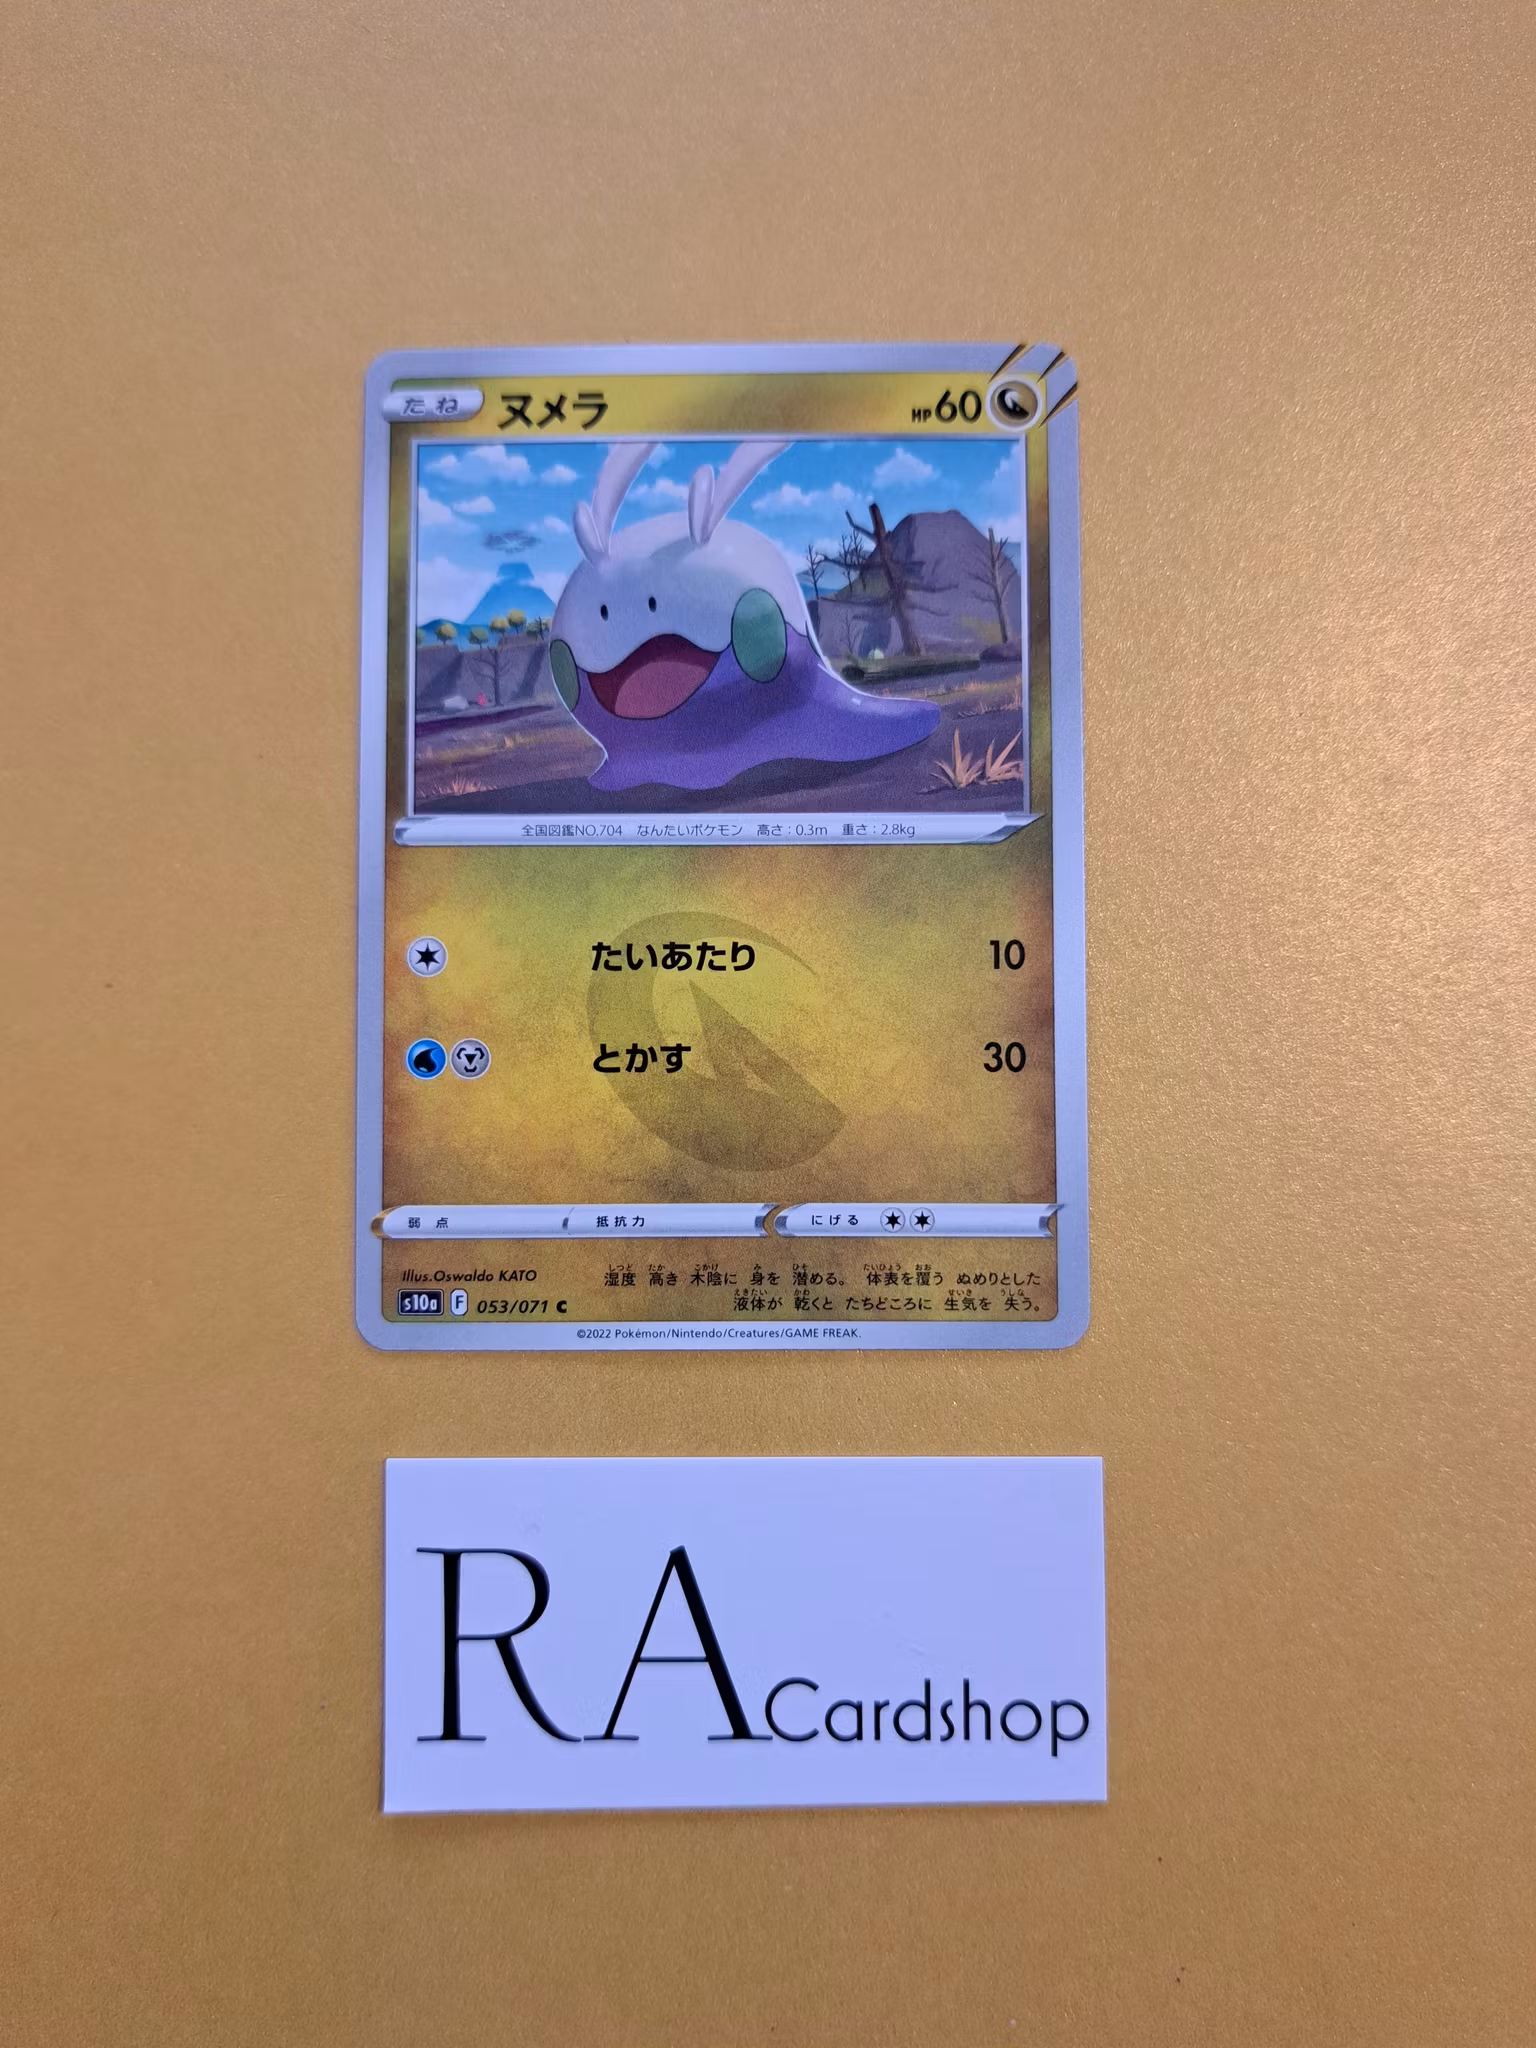 たね ヌメラ HP60
全国図鑑NO.704 なんたいポケモン 高さ:0.3m 重さ:2.8kg
たいあたり 10
とかす 30
弱点 抵抗力 にげる
Illus.Oswaldo KATO
湿度 高き 木陰に 身を 潜める。 体表を覆う ぬめりとした
液体が 乾くと たちどころに 生気を 失う。
s10a F 053/071 C
©2022 Pokémon/Nintendo/Creatures/GAME FREAK.
RA Cardshop